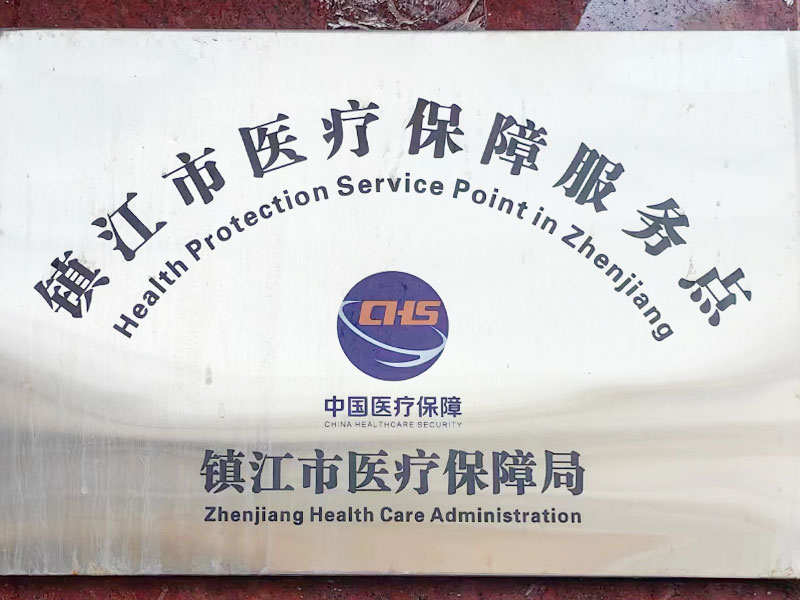 镇江市医疗保障服务点
Health Protection Service Point in Zhenjiang
CHS
中国医疗保障
CHINA HEALTHCARE SECURITY
镇江市医疗保障局
Zhenjiang Health Care Administration